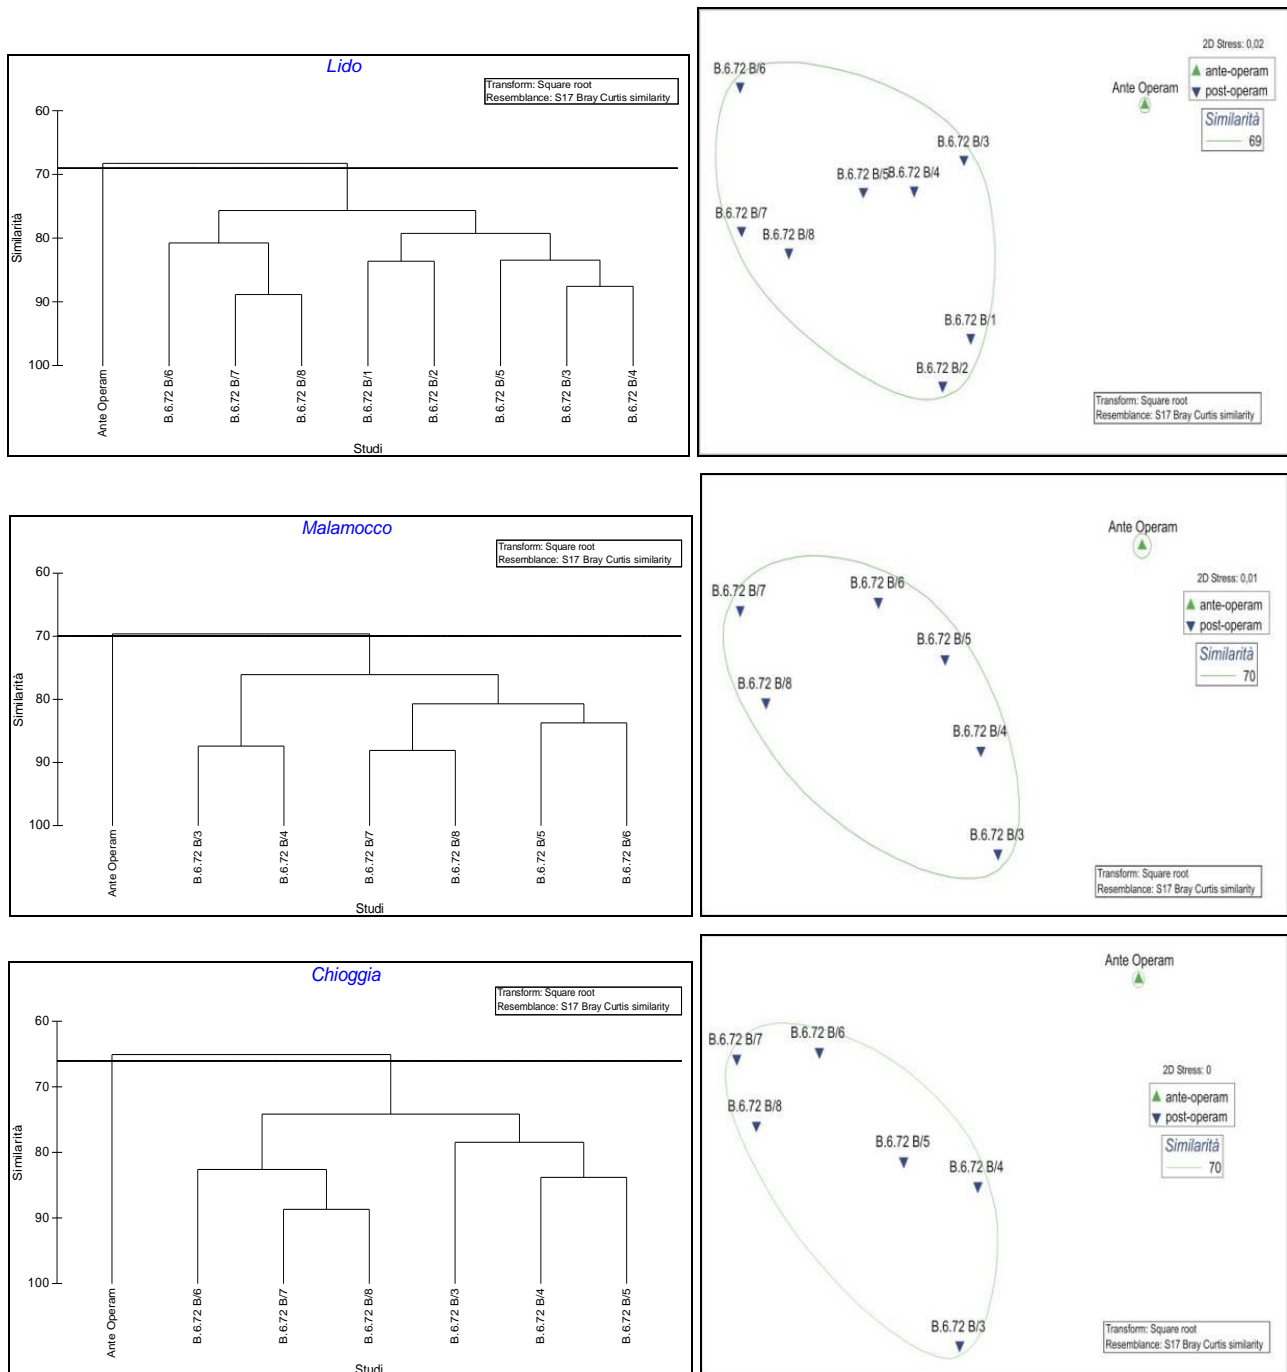 Lido
Transform: Square root
Resemblance: S17 Bray Curtis similarity
60
70
80
90
100
Similarità
Ante Operam
B.6.72 B/6
B.6.72 B/7
B.6.72 B/8
B.6.72 B/1
B.6.72 B/2
B.6.72 B/5
B.6.72 B/3
B.6.72 B/4
Studi
2D Stress: 0,02
ante-operam
post-operam
Similarità
69
Ante Operam
B.6.72 B/6
B.6.72 B/3
B.6.72 B/5
B.6.72 B/4
B.6.72 B/7
B.6.72 B/8
B.6.72 B/1
B.6.72 B/2
Transform: Square root
Resemblance: S17 Bray Curtis similarity
Malamocco
Transform: Square root
Resemblance: S17 Bray Curtis similarity
60
70
80
90
100
Similarità
Ante Operam
B.6.72 B/3
B.6.72 B/4
B.6.72 B/7
B.6.72 B/8
B.6.72 B/5
B.6.72 B/6
Studi
Ante Operam
2D Stress: 0,01
ante-operam
post-operam
Similarità
70
B.6.72 B/7
B.6.72 B/6
B.6.72 B/5
B.6.72 B/8
B.6.72 B/4
B.6.72 B/3
Transform: Square root
Resemblance: S17 Bray Curtis similarity
Chioggia
Transform: Square root
Resemblance: S17 Bray Curtis similarity
60
70
80
90
100
Similarità
Ante Operam
B.6.72 B/6
B.6.72 B/7
B.6.72 B/8
B.6.72 B/3
B.6.72 B/4
B.6.72 B/5
Studi
Ante Operam
2D Stress: 0
ante-operam
post-operam
Similarità
70
B.6.72 B/7
B.6.72 B/6
B.6.72 B/8
B.6.72 B/5
B.6.72 B/4
B.6.72 B/3
Transform: Square root
Resemblance: S17 Bray Curtis similarity